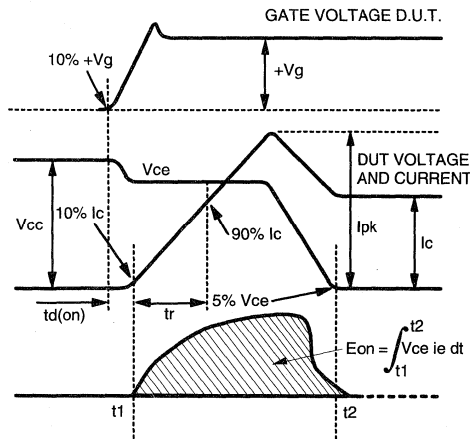 GATE VOLTAGE D.U.T.
10% +Vg
+Vg
Vce
DUT VOLTAGE
AND CURRENT
Vcc
10% Ic
90% Ic
Ipk
Ic
td(on)
tr
5% Vce
Eon = ∫ Vce ie dt
t2
t1
t1
t2